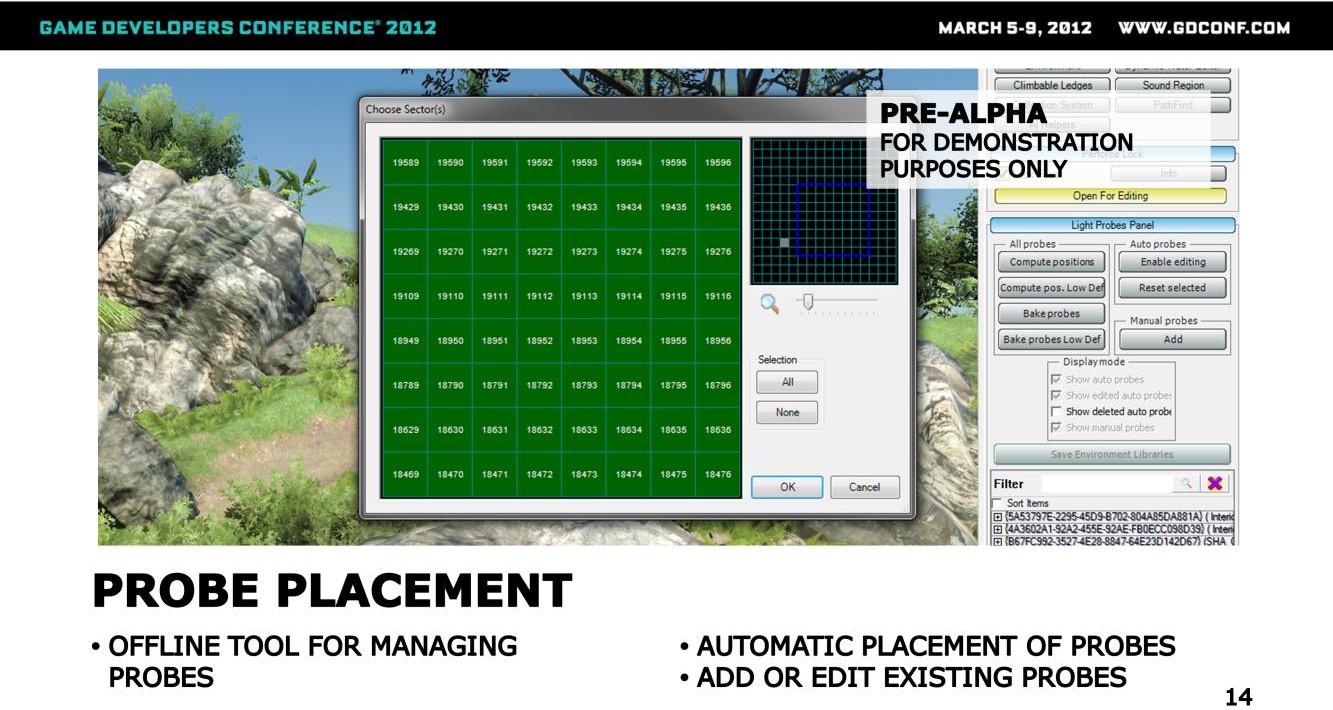 GAME DEVELOPERS CONFERENCE® 2012
MARCH 5-9, 2012 WWW.GDCONF.COM
Choose Sector(s)
19589 19590 19591 19592 19593 19594 19595 19596
19429 19430 19431 19432 19433 19434 19435 19436
19269 19270 19271 19272 19273 19274 19275 19276
19109 19110 19111 19112 19113 19114 19115 19116
18949 18950 18951 18952 18953 18954 18955 18956
18789 18790 18791 18792 18793 18794 18795 18796
18629 18630 18631 18632 18633 18634 18635 18636
18469 18470 18471 18472 18473 18474 18475 18476
Selection
All
None
OK Cancel
Climbable Ledges Sound Region
System PathFind
Helpers
PRE-ALPHA
FOR DEMONSTRATION
PURPOSES ONLY
Perforce Lock
Info
Open For Editing
Light Probes Panel
All probes
Compute positions
Compute pos. Low Def
Bake probes
Bake probes Low Def
Auto probes
Enable editing
Reset selected
Manual probes
Add
Display mode
Show auto probes
Show edited auto probes
Show deleted auto probe
Show manual probes
Save Environment Libraries
Filter
Sort Items
{5A53797E-2295-45D9-B702-804A85DA881A} ( Interi
{4A3602A1-92A2-455E-92AE-FB0ECC098D39} ( Interi
{B67FC992-3527-4E28-8847-64E23D142D67} (SHA
PROBE PLACEMENT
• OFFLINE TOOL FOR MANAGING
PROBES
• AUTOMATIC PLACEMENT OF PROBES
• ADD OR EDIT EXISTING PROBES
14